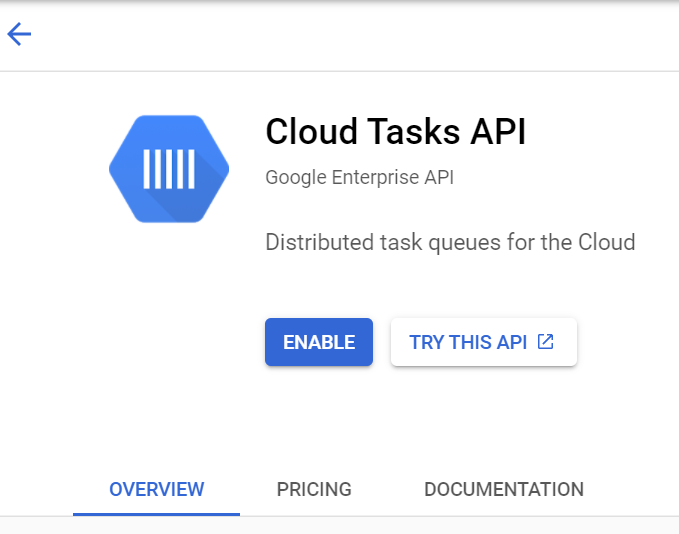 Cloud Tasks API
Google Enterprise API
Distributed task queues for the Cloud
ENABLE
TRY THIS API
OVERVIEW
PRICING
DOCUMENTATION